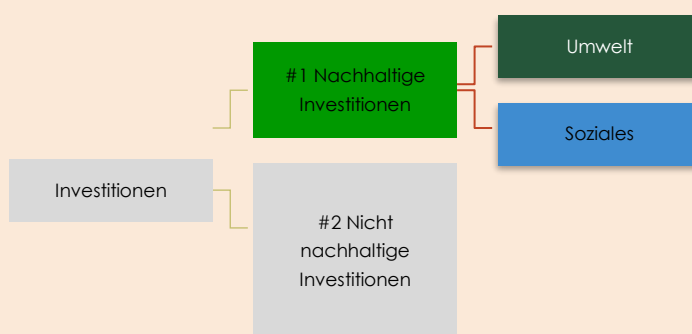 Investitionen
#1 Nachhaltige
Investitionen
Umwelt
Soziales
#2 Nicht
nachhaltige
Investitionen